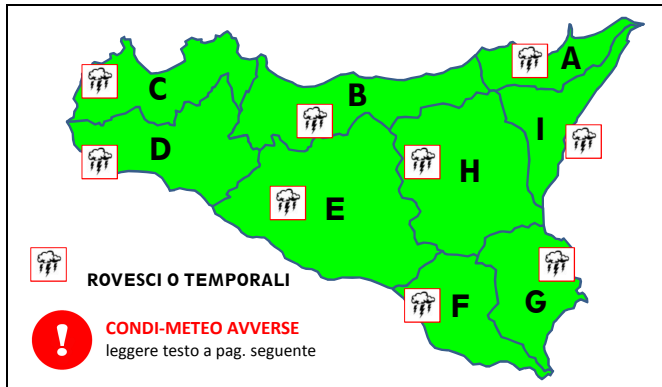 A
C
B
I
D
H
E
ROVESCI O TEMPORALI
F
G
!
CONDI-METEO AVVERSE
leggere testo a pag. seguente